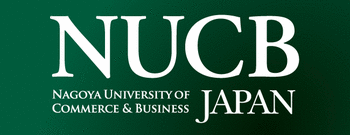 NUCB
NAGOYA UNIVERSITY OF
COMMERCE & BUSINESS JAPAN